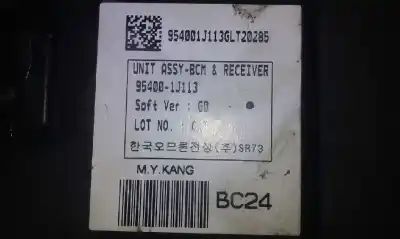 954001J113GLT20285
UNIT ASSY-BCM & RECEIVER
95400-1J113
Soft Ver : GD
LOT NO. :
한국오므론전장(주)SR73
M.Y.KANG
BC24